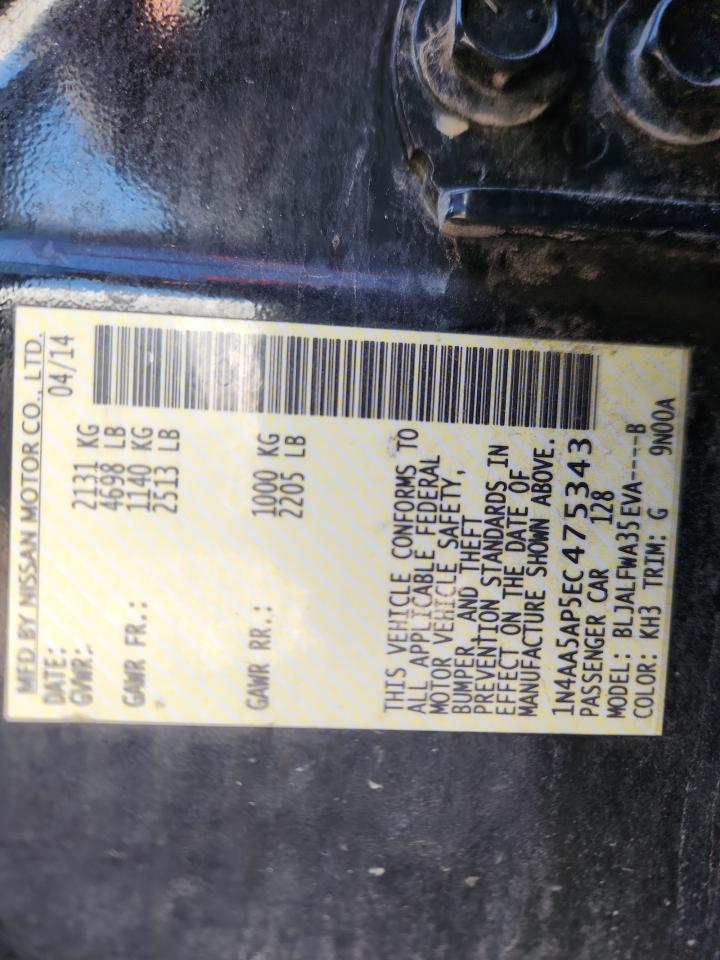 MFD BY NISSAN MOTOR CO., LTD.
DATE: 04/14
GVWR: 2131 KG
4698 LB
GAWR FR.: 1140 KG
2513 LB
GAWR RR.: 1000 KG
2205 LB
THIS VEHICLE CONFORMS TO
ALL APPLICABLE FEDERAL
MOTOR VEHICLE SAFETY,
BUMPER, AND THEFT
PREVENTION STANDARDS IN
EFFECT ON THE DATE OF
MANUFACTURE SHOWN ABOVE.
1N4AA5AP5EC475343
PASSENGER CAR 128
MODEL: BLJALFWA35EVA----B
COLOR: KH3 TRIM: G 9N00A